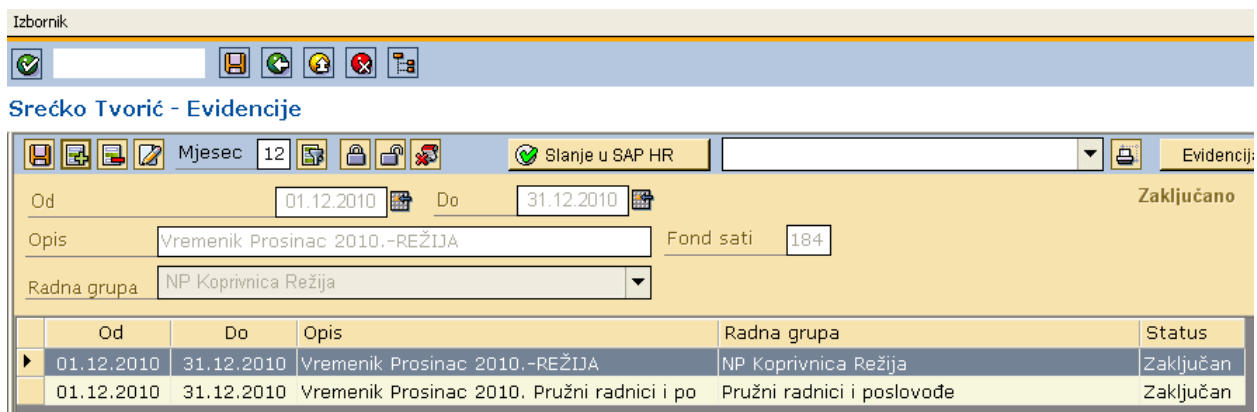 Izbornik
Srećko Tvorić - Evidencije
Mjesec 12 Slanje u SAP HR Evidencij
Od 01.12.2010 Do 31.12.2010 Zaključano
Opis Vremenik Prosinac 2010.-REŽIJA Fond sati 184
Radna grupa NP Koprivnica Režija
Od Do Opis Radna grupa Status
01.12.2010 31.12.2010 Vremenik Prosinac 2010.-REŽIJA NP Koprivnica Režija Zaključan
01.12.2010 31.12.2010 Vremenik Prosinac 2010. Pružni radnici i po Pružni radnici i poslovođe Zaključan